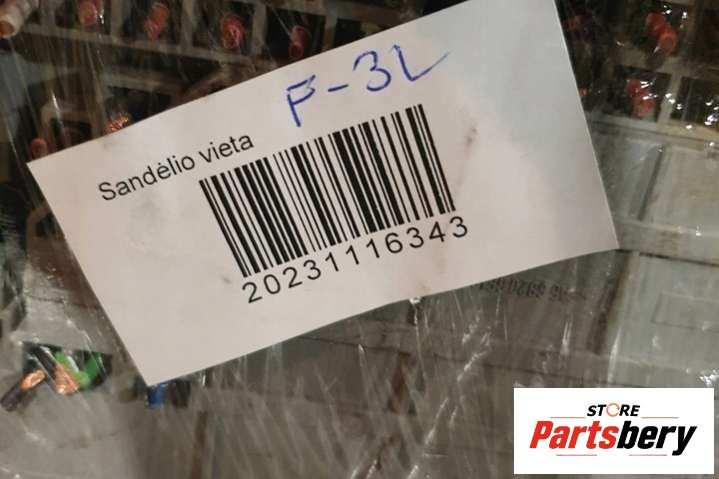 F-3L
Sandėlio vieta
20231116343
STORE
Partsbery